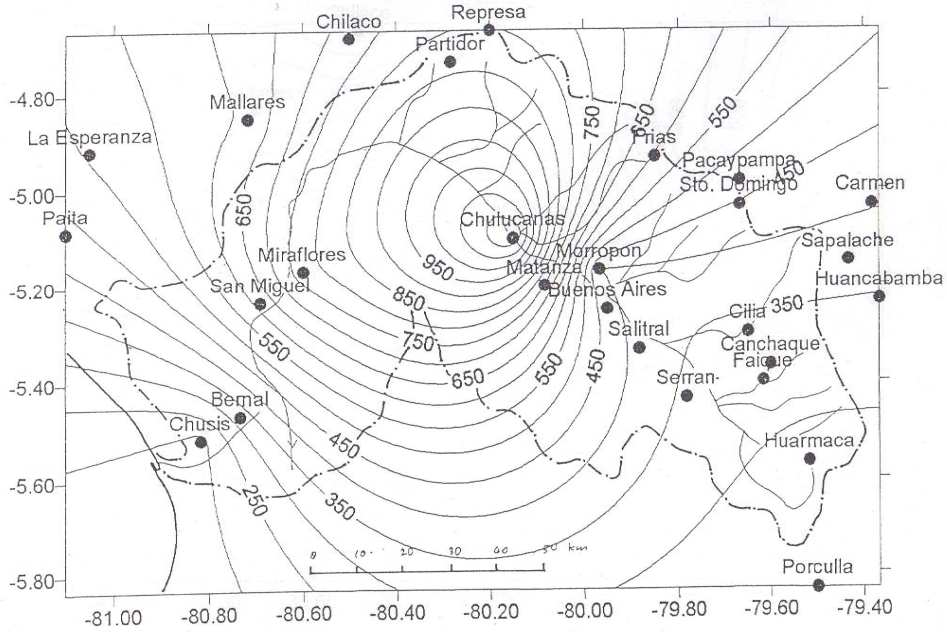 Represa
Chilaco
Partidor
-4.80
Mallares
750
650
550
La Esperanza
Frias
Pacaypampa
450
-5.00
Sto. Domingo
Carmen
650
Paita
Chulucanas
Sapalache
Miraflores
950
Morropon
Matanza
Huancabamba
-5.20
San Miguel
850
Buenos Aires
Cilia
350
Salitral
550
750
Canchaque
Faique
650
550
450
Serran-
-5.40
Bernal
Chusis
450
Huarmaca
-5.60
250
350
0 10 20 30 40 50 km
Porculla
-5.80
-81.00 -80.80 -80.60 -80.40 -80.20 -80.00 -79.80 -79.60 -79.40